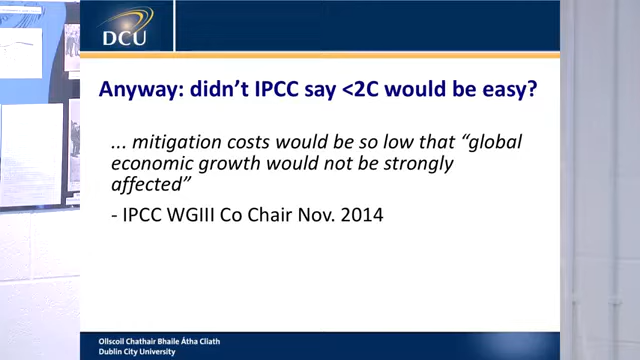 DCU
Anyway: didn't IPCC say <2C would be easy?
... mitigation costs would be so low that “global
economic growth would not be strongly
affected”
- IPCC WGIII Co Chair Nov. 2014
Ollscoil Chathair Bhaile Átha Cliath
Dublin City University